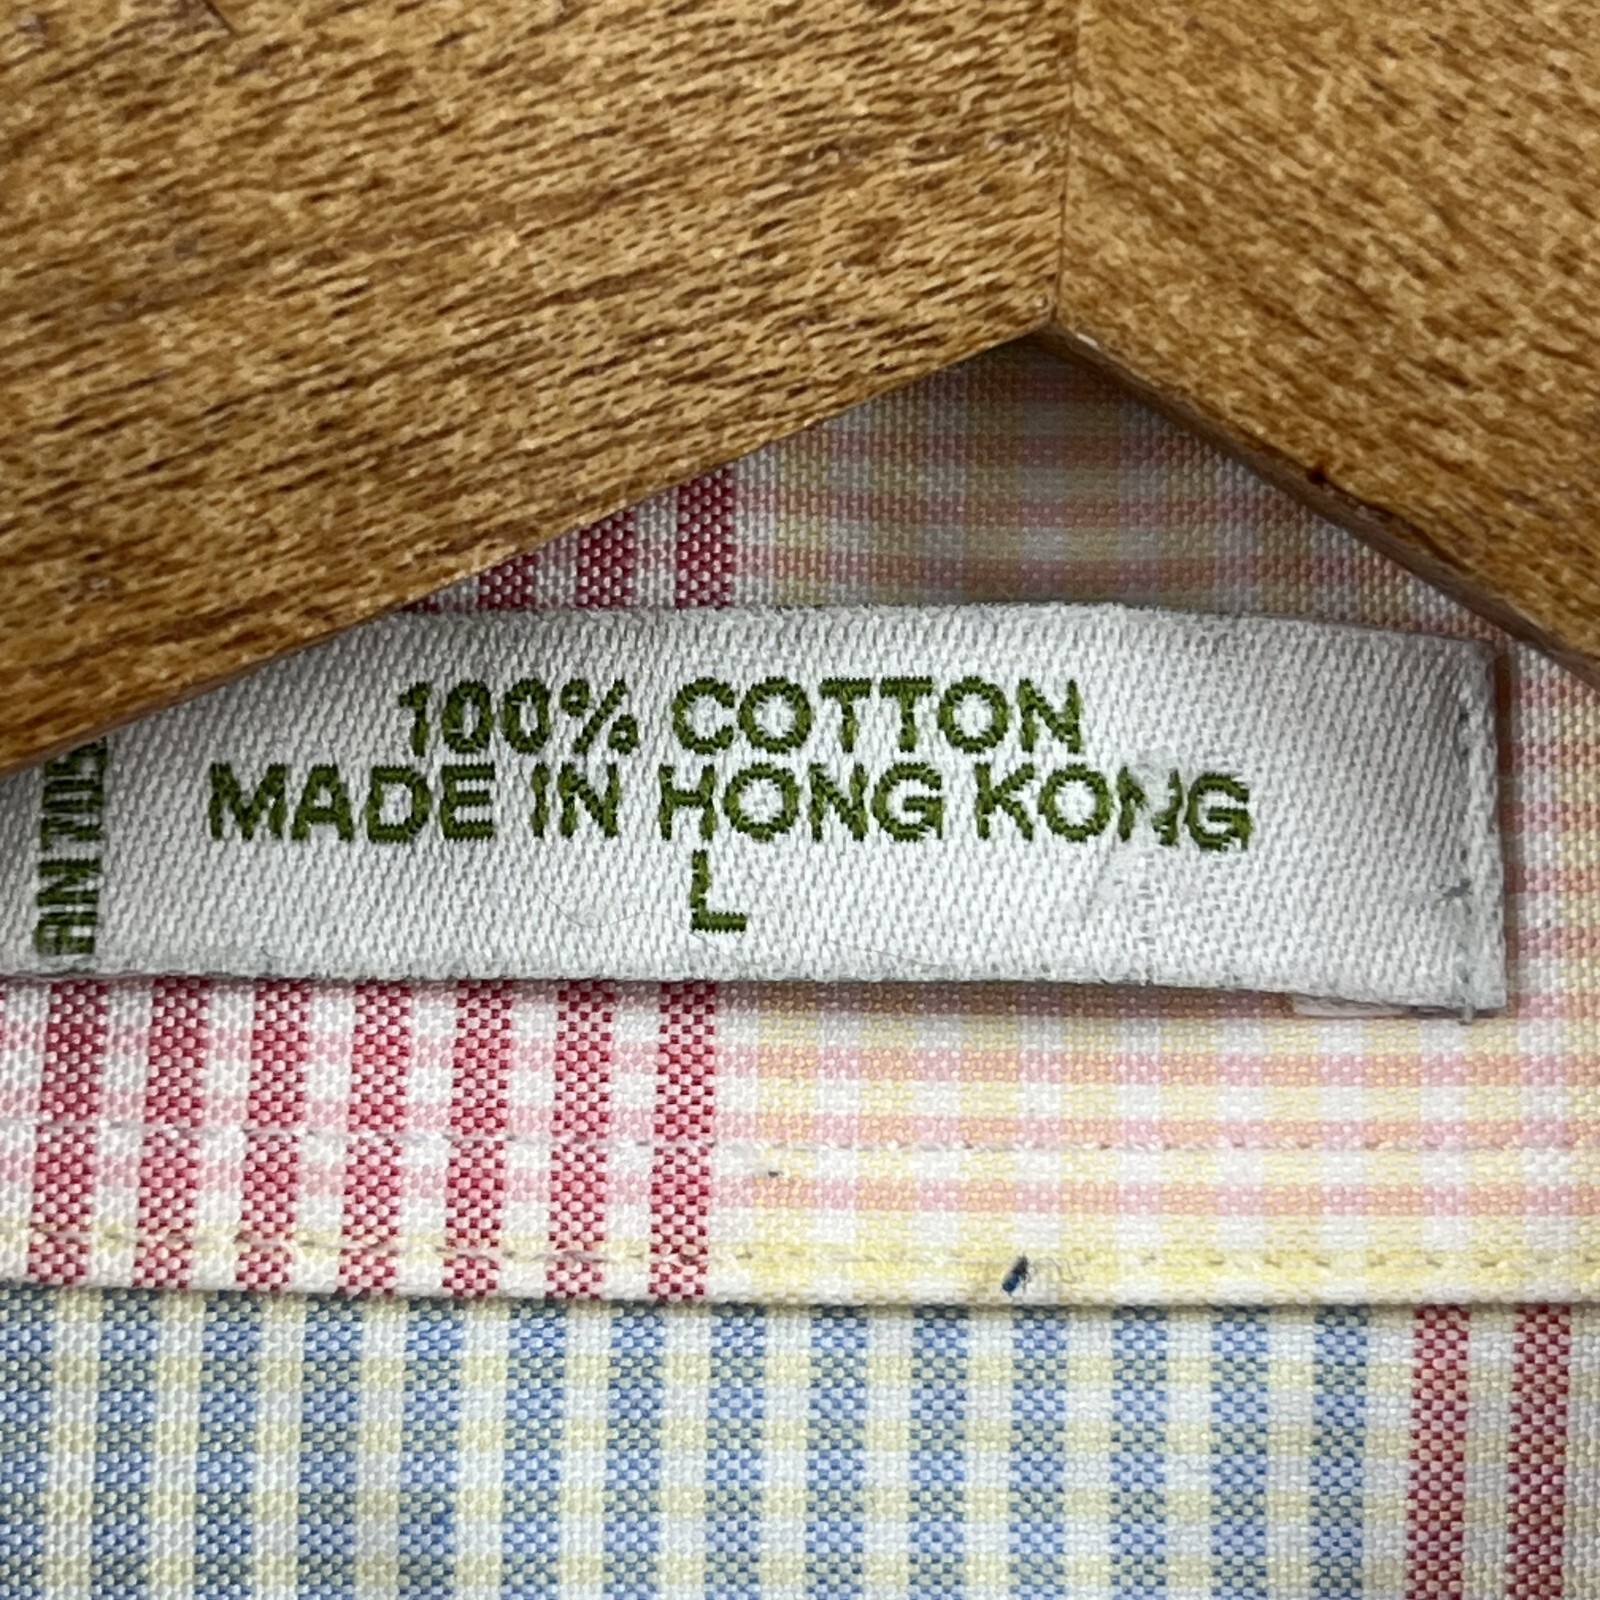 100% COTTON
MADE IN HONG KONG
L